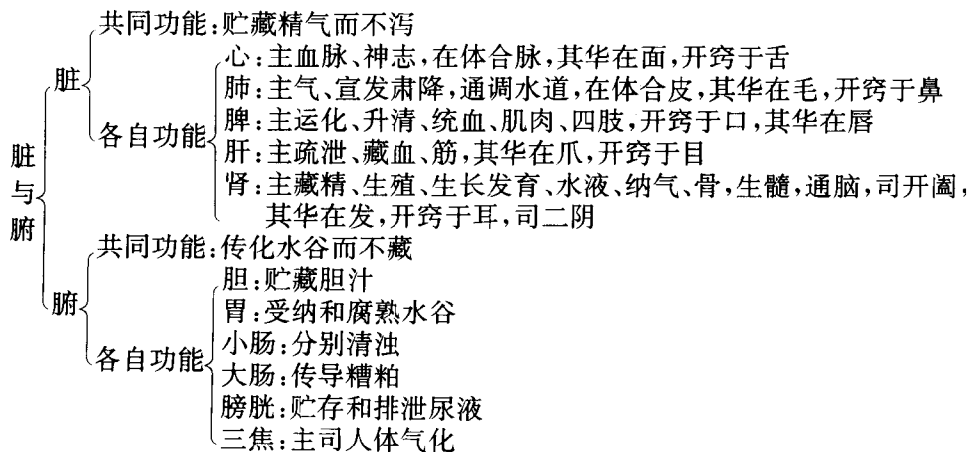 共同功能:贮藏精气而不泻
心:主血脉、神志,在体合脉,其华在面,开窍于舌
肺:主气、宣发肃降,通调水道,在体合皮,其华在毛,开窍于鼻
脏
各自功能
脾:主运化、升清、统血、肌肉、四肢,开窍于口,其华在唇
肝:主疏泄、藏血、筋,其华在爪,开窍于目
脏与腑
肾:主藏精、生殖、生长发育、水液、纳气、骨,生髓,通脑,司开阖,
其华在发,开窍于耳,司二阴
共同功能:传化水谷而不藏
胆:贮藏胆汁
腑
胃:受纳和腐熟水谷
小肠:分别清浊
各自功能
大肠:传导糟粕
膀胱:贮存和排泄尿液
三焦:主司人体气化